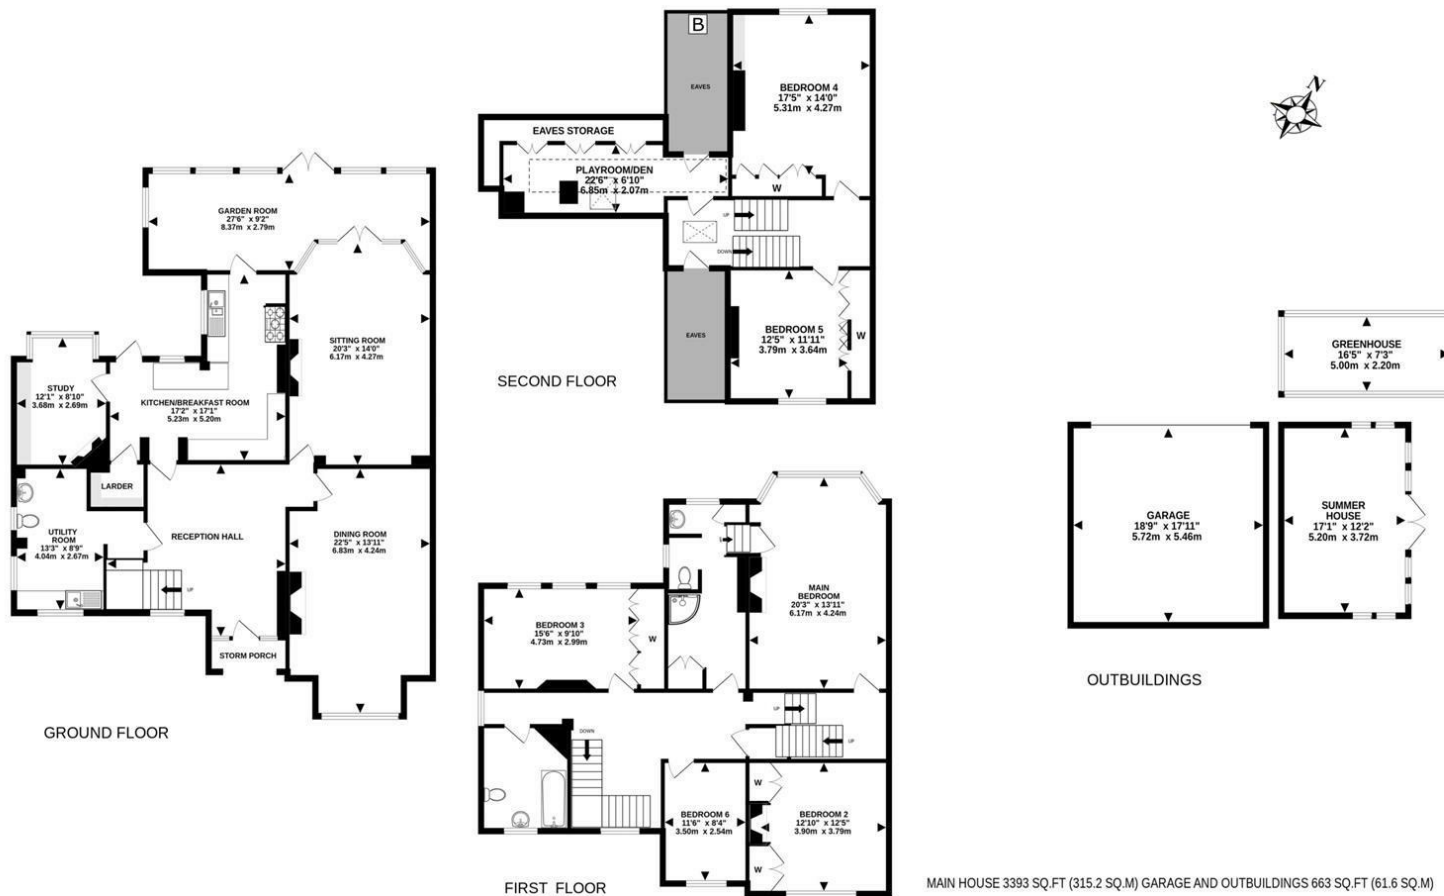 GARDEN ROOM
27'6" x 9'2"
8.37m x 2.79m
SITTING ROOM
20'3" x 14'0"
6.17m x 4.27m
STUDY
12'1" x 8'10"
3.68m x 2.69m
KITCHEN/BREAKFAST ROOM
17'2" x 17'1"
5.23m x 5.20m
LARDER
UTILITY
ROOM
13'3" x 8'9"
4.04m x 2.67m
RECEPTION HALL
UP
DINING ROOM
22'5" x 13'11"
6.83m x 4.24m
STORM PORCH
GROUND FLOOR
B
EAVES
BEDROOM 4
17'5" x 14'0"
5.31m x 4.27m
EAVES STORAGE
PLAYROOM/DEN
22'6" x 6'10"
6.85m x 2.07m
W
UP
DOWN
EAVES
BEDROOM 5
12'5" x 11'11"
3.79m x 3.64m
W
SECOND FLOOR
MAIN
BEDROOM
20'3" x 13'11"
6.17m x 4.24m
BEDROOM 3
15'6" x 9'10"
4.73m x 2.99m
W
DOWN
UP
UP
W
BEDROOM 6
11'6" x 8'4"
3.50m x 2.54m
BEDROOM 2
12'10" x 12'5"
3.90m x 3.79m
W
FIRST FLOOR
N
GREENHOUSE
16'5" x 7'3"
5.00m x 2.20m
GARAGE
18'9" x 17'11"
5.72m x 5.46m
SUMMER
HOUSE
17'1" x 12'2"
5.20m x 3.72m
OUTBUILDINGS
MAIN HOUSE 3393 SQ.FT (315.2 SQ.M) GARAGE AND OUTBUILDINGS 663 SQ.FT (61.6 SQ.M)